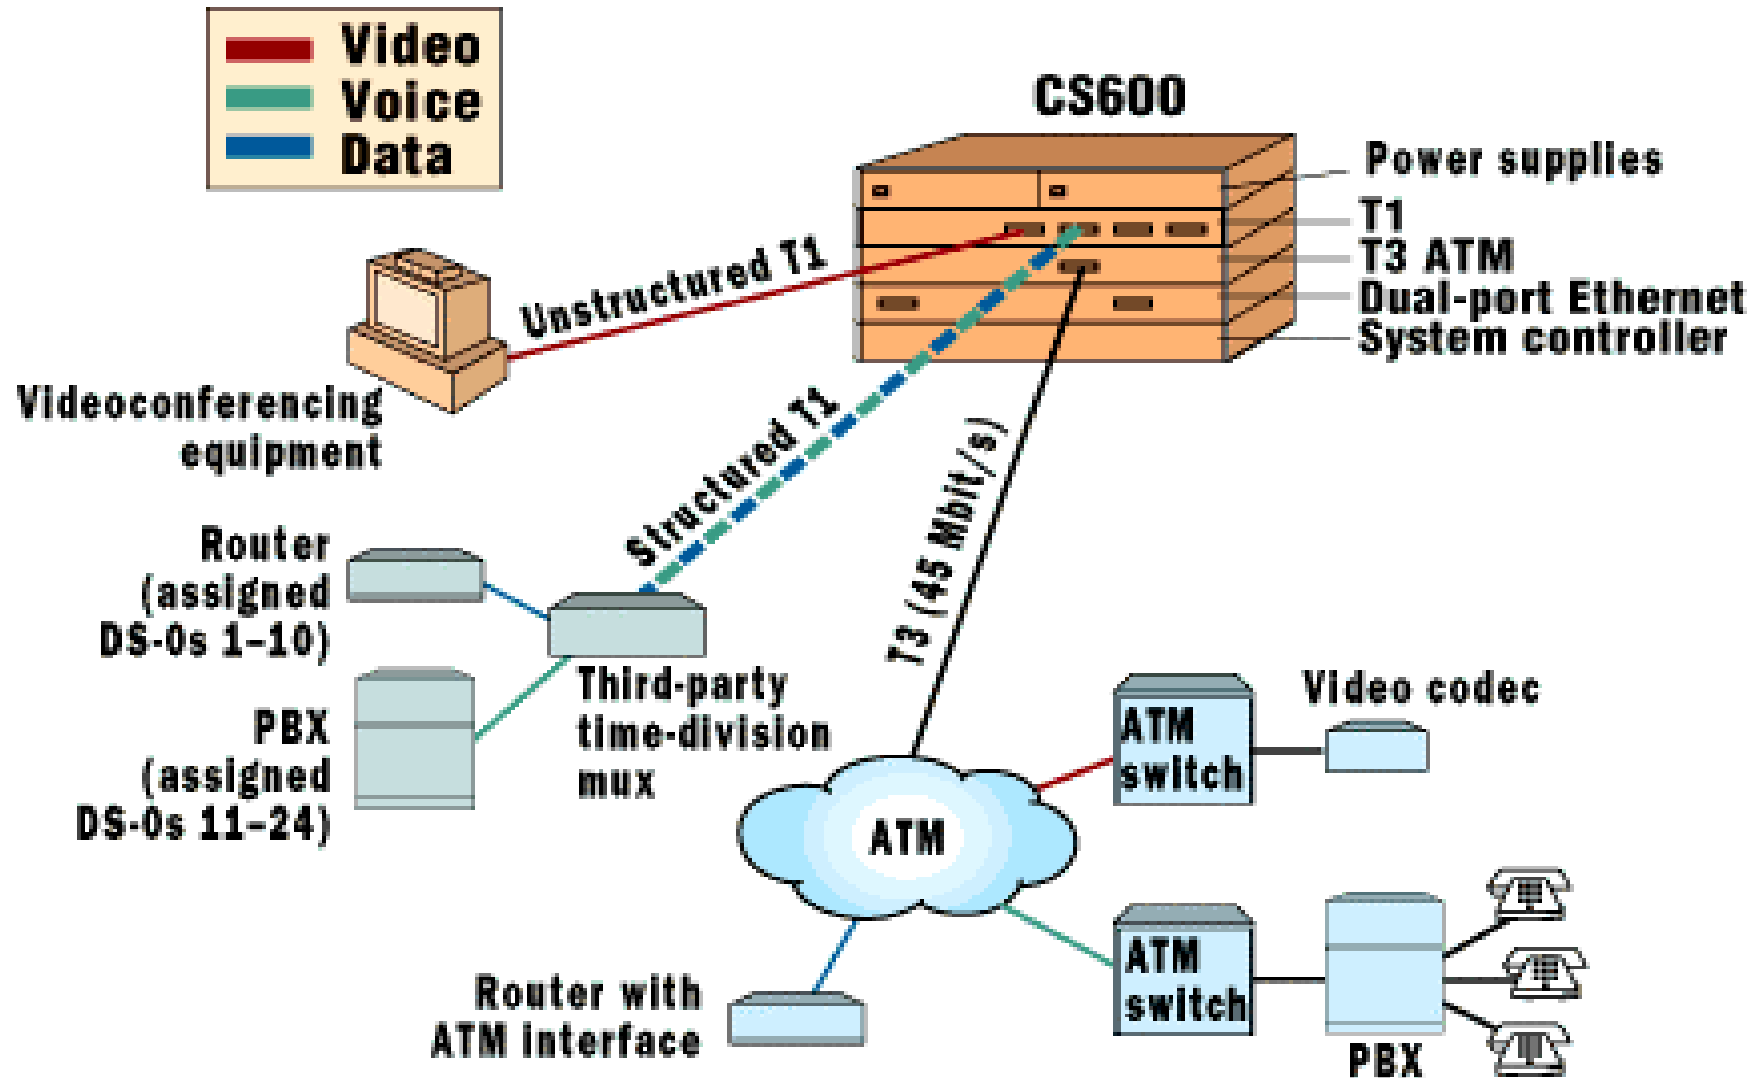 Video
Voice
Data
CS600
Power supplies
T1
T3 ATM
Dual-port Ethernet
System controller
Unstructured T1
Videoconferencing
equipment
Structured T1
T3 (45 Mbit/s)
Router
(assigned
DS-0s 1–10)
PBX
(assigned
DS-0s 11–24)
Third-party
time-division
mux
ATM
ATM
switch
Video codec
ATM
switch
PBX
Router with
ATM interface